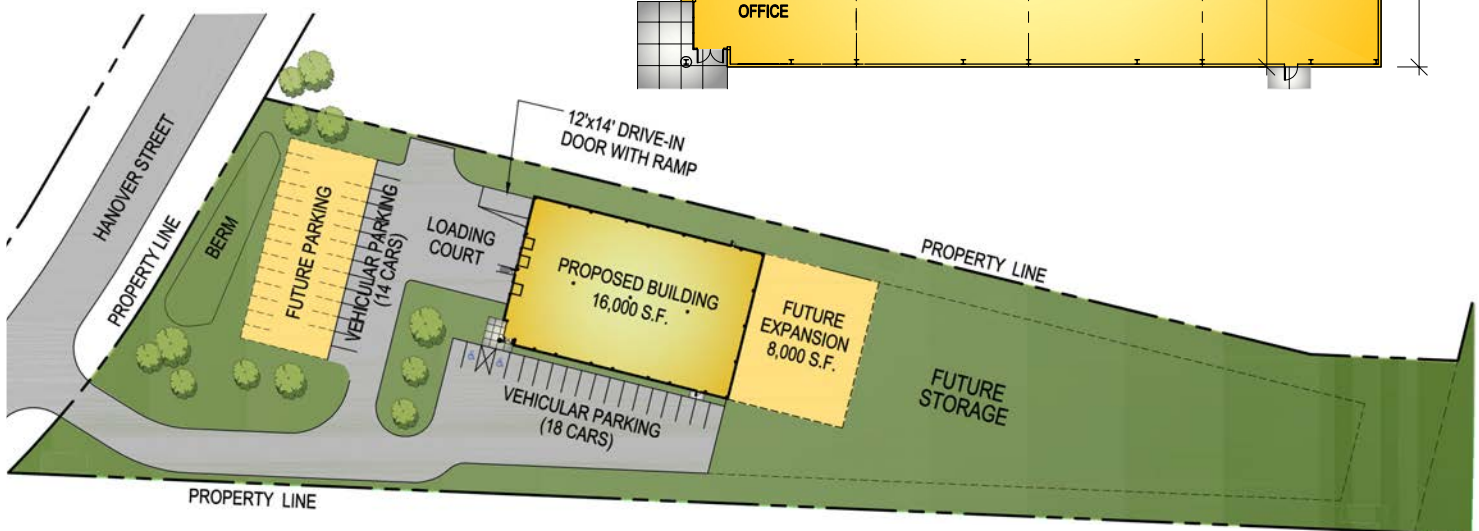 OFFICE
12'x14' DRIVE-IN
DOOR WITH RAMP
HANOVER STREET
PROPERTY LINE
BERM
FUTURE PARKING
VEHICULAR PARKING
(14 CARS)
LOADING
COURT
PROPOSED BUILDING
16,000 S.F.
FUTURE
EXPANSION
8,000 S.F.
PROPERTY LINE
FUTURE
STORAGE
VEHICULAR PARKING
(18 CARS)
PROPERTY LINE